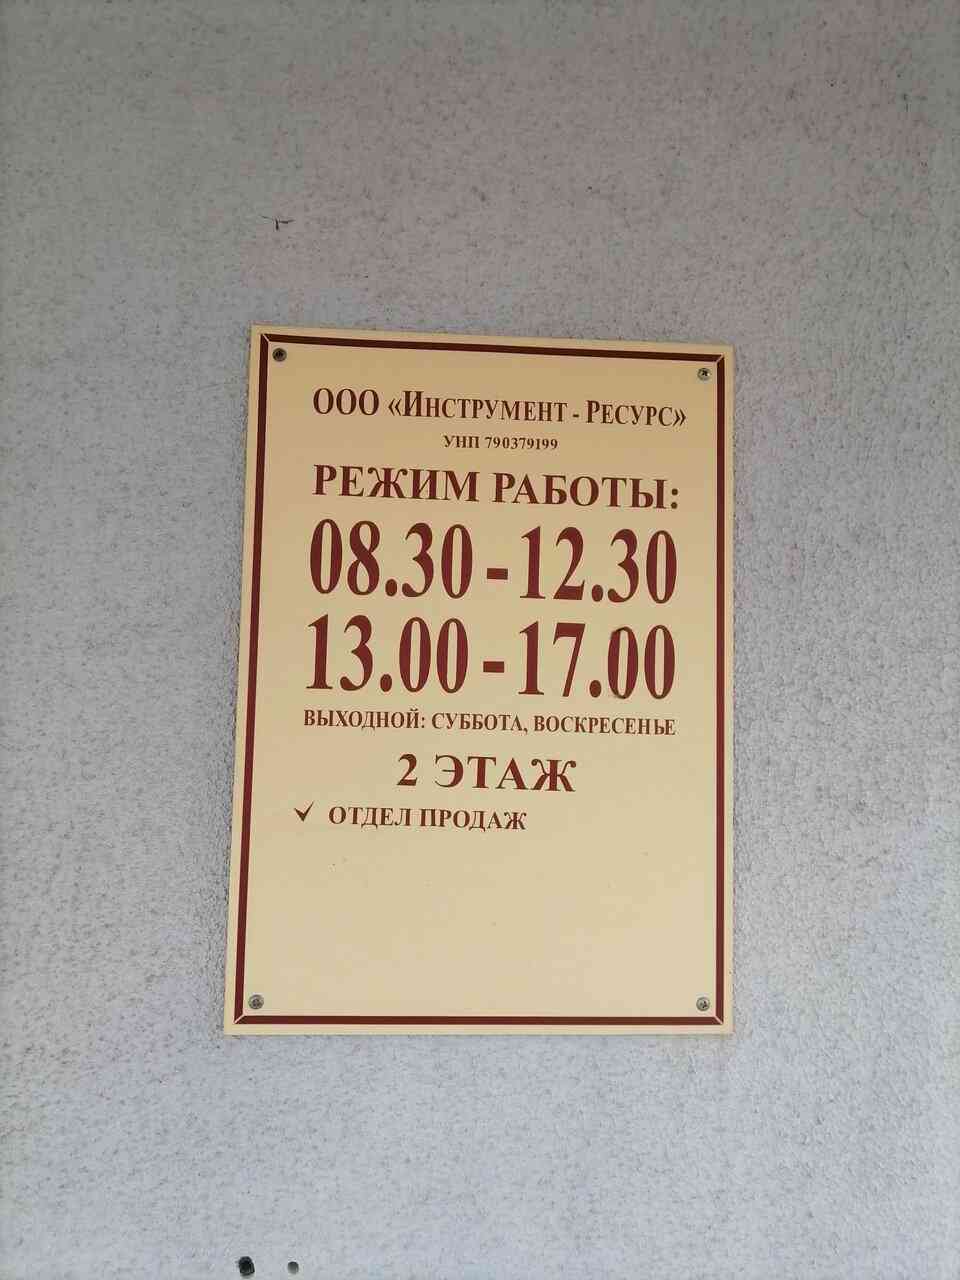 ООО «Инструмент - Ресурс»
УНП 790379199
РЕЖИМ РАБОТЫ:
08.30 - 12.30
13.00 - 17.00
ВЫХОДНОЙ: СУББОТА, ВОСКРЕСЕНЬЕ
2 ЭТАЖ
✓ ОТДЕЛ ПРОДАЖ